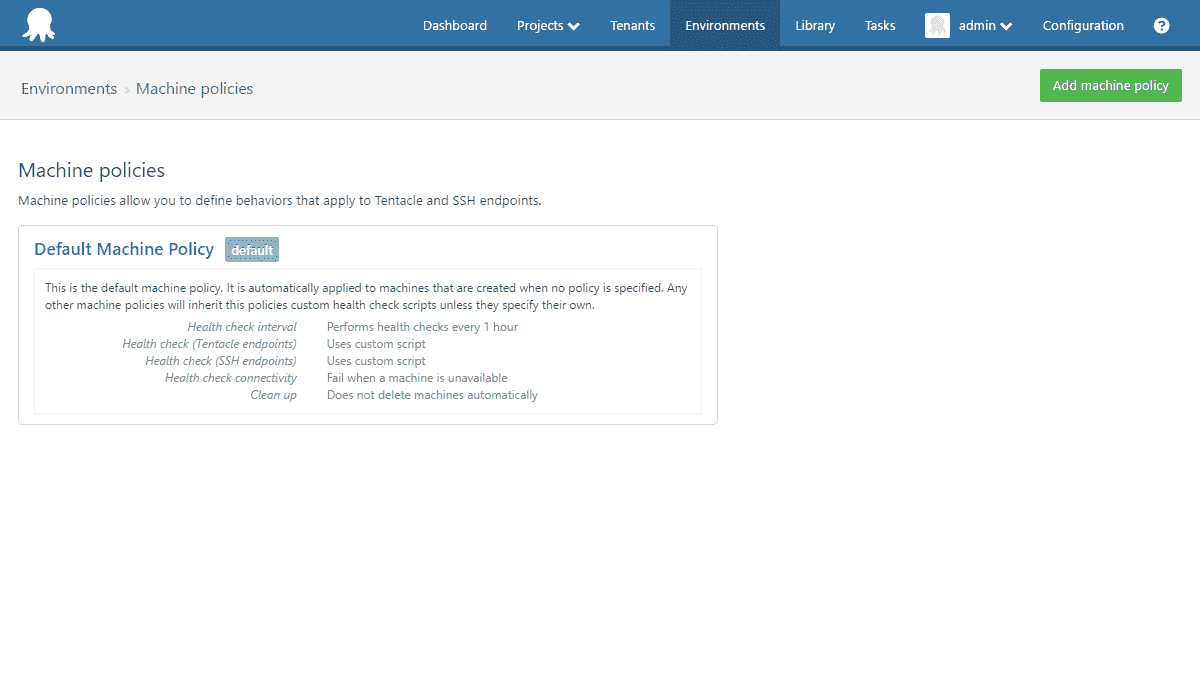 Dashboard Projects Tenants Environments Library Tasks admin Configuration ?
Environments › Machine policies
Add machine policy
Machine policies
Machine policies allow you to define behaviors that apply to Tentacle and SSH endpoints.
Default Machine Policy default
This is the default machine policy. It is automatically applied to machines that are created when no policy is specified. Any
other machine policies will inherit this policies custom health check scripts unless they specify their own.
Health check interval Performs health checks every 1 hour
Health check (Tentacle endpoints) Uses custom script
Health check (SSH endpoints) Uses custom script
Health check connectivity Fail when a machine is unavailable
Clean up Does not delete machines automatically